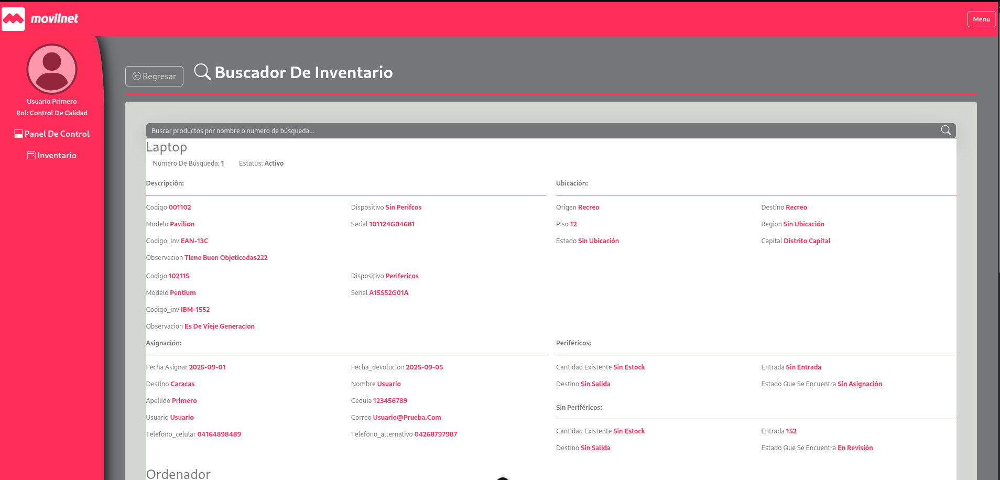 movilnet
Menu
Usuario Primero
Rol: Control De Calidad
Panel De Control
Inventario
Regresar
Buscador De Inventario
Buscar productos por nombre o numero de búsqueda...
Laptop
Número De Búsqueda: 1 Estatus: Activo
Descripción:
Codigo 001102 Dispositivo Sin Perifcos
Modelo Pavilion Serial 101124G04681
Codigo_inv EAN-13C
Observacion Tiene Buen Objeticodas222
Codigo 102115 Dispositivo Perifericos
Modelo Pentium Serial A15S52G01A
Codigo_inv IBM-1552
Observacion Es De Vieje Generacion
Ubicación:
Origen Recreo Destino Recreo
Piso 12 Region Sin Ubicación
Estado Sin Ubicación Capital Distrito Capital
Asignación:
Fecha Asignar 2025-09-01 Fecha_devolucion 2025-09-05
Destino Caracas Nombre Usuario
Apellido Primero Cedula 123456789
Usuario Usuario Correo Usuario@Prueba.Com
Telefono_celular 04164898489 Telefono_alternativo 04268797987
Periféricos:
Cantidad Existente Sin Estock Entrada Sin Entrada
Destino Sin Salida Estado Que Se Encuentra Sin Asignación
Sin Periféricos:
Cantidad Existente Sin Estock Entrada 152
Destino Sin Salida Estado Que Se Encuentra En Revisión
Ordenador